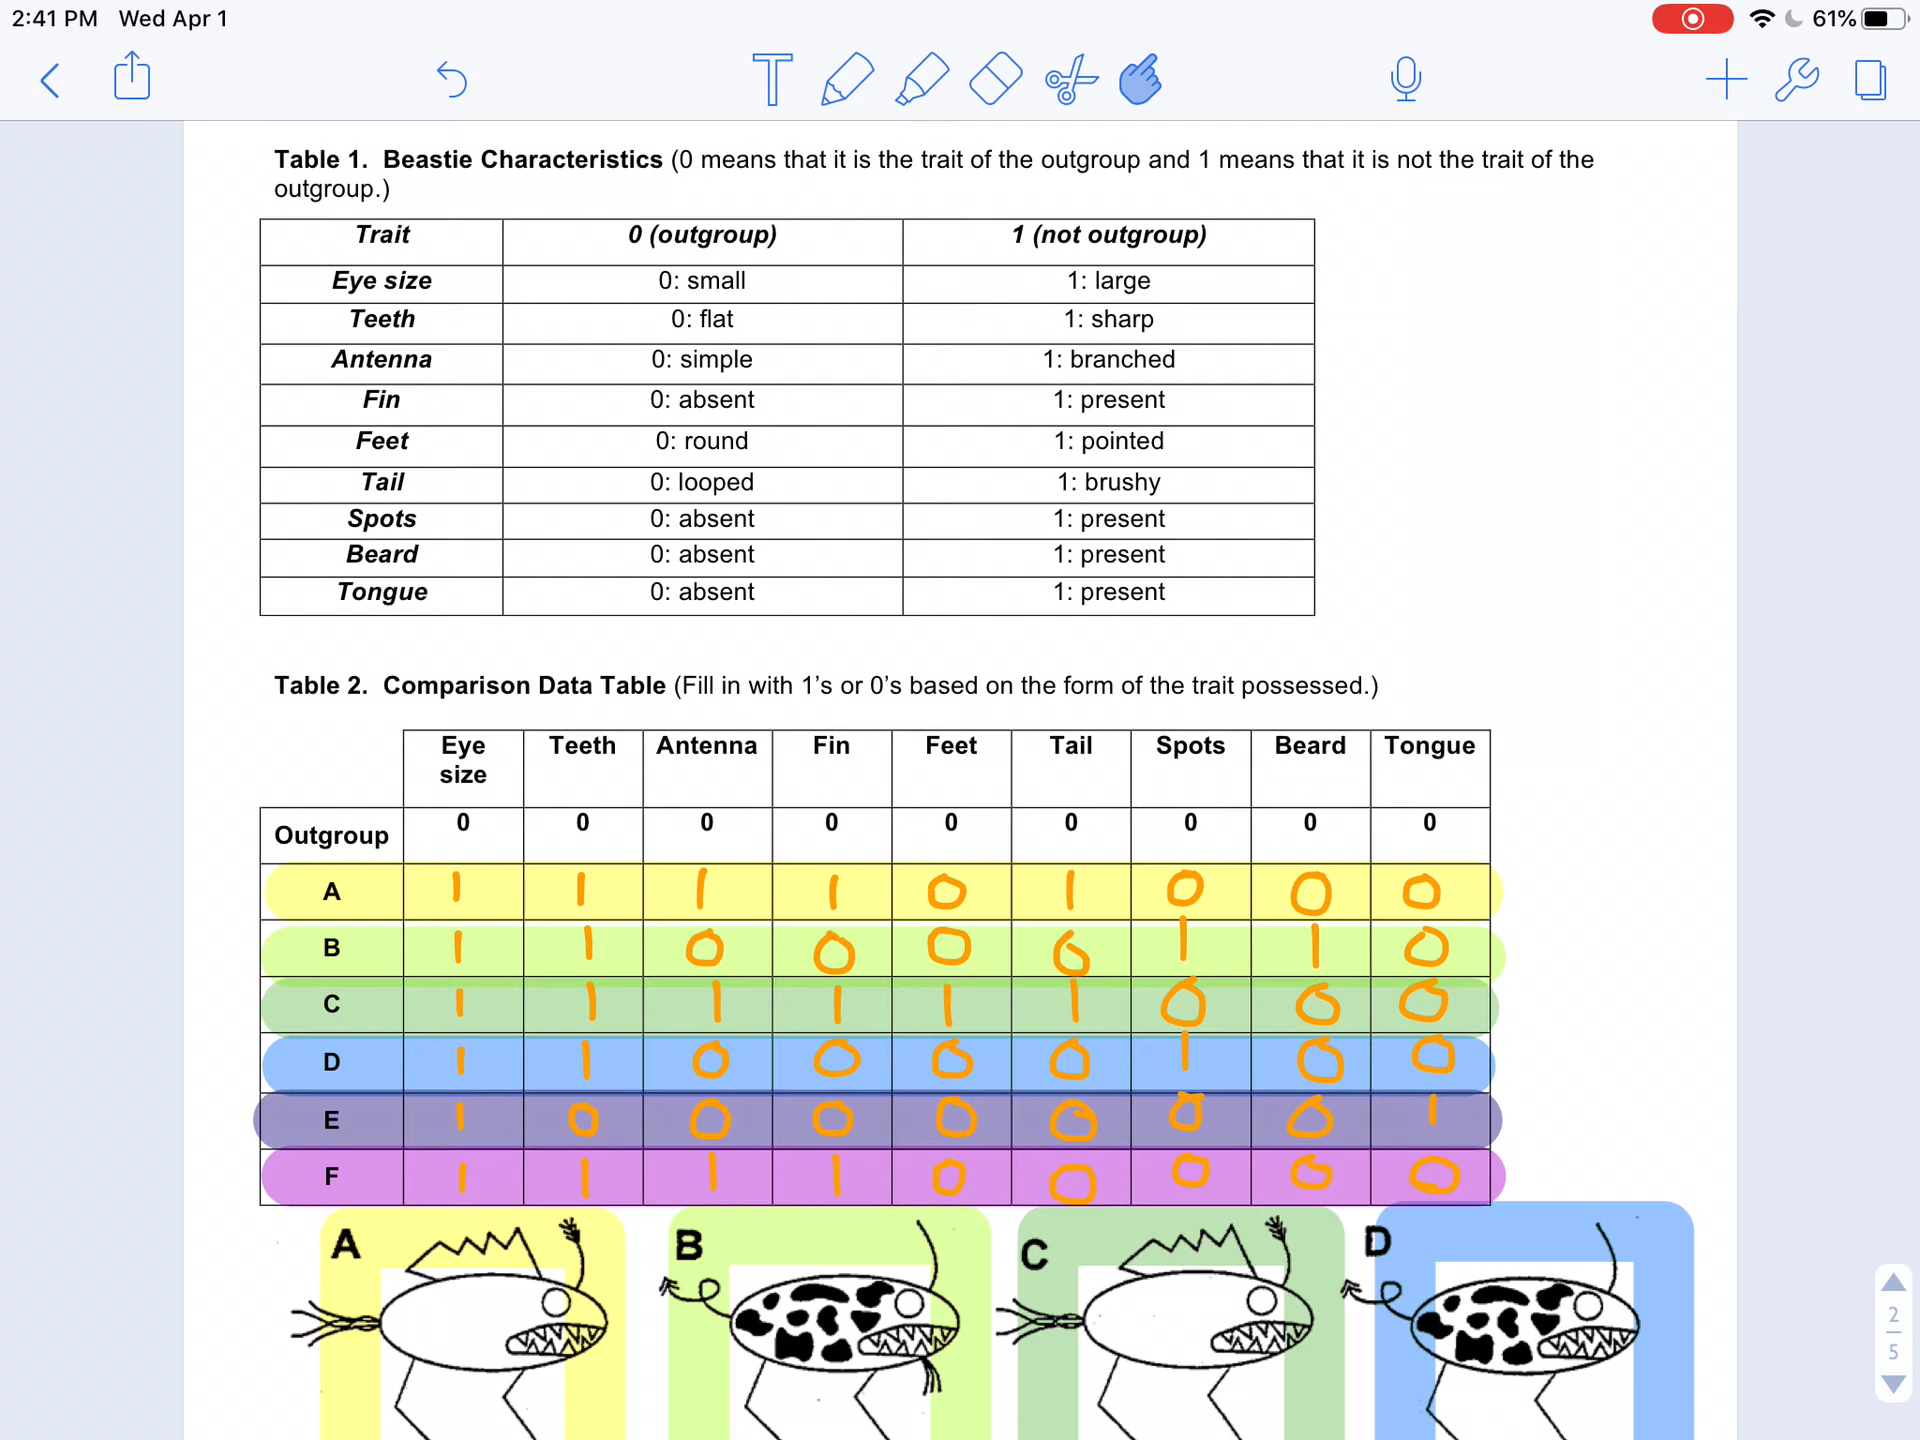 2:41 PM Wed Apr 1 61%
Table 1. Beastie Characteristics (0 means that it is the trait of the outgroup and 1 means that it is not the trait of the
outgroup.)
Trait 0 (outgroup) 1 (not outgroup)
Eye size 0: small 1: large
Teeth 0: flat 1: sharp
Antenna 0: simple 1: branched
Fin 0: absent 1: present
Feet 0: round 1: pointed
Tail 0: looped 1: brushy
Spots 0: absent 1: present
Beard 0: absent 1: present
Tongue 0: absent 1: present
Table 2. Comparison Data Table (Fill in with 1’s or 0’s based on the form of the trait possessed.)
Eye size Teeth Antenna Fin Feet Tail Spots Beard Tongue
Outgroup 0 0 0 0 0 0 0 0 0
A 1 1 1 1 0 1 0 0 0
B 1 1 0 0 0 0 1 1 0
C 1 1 1 1 1 1 0 0 0
D 1 1 0 0 0 0 1 0 0
E 1 0 0 0 0 0 0 0 1
F 1 1 1 1 0 0 0 0 0
A B C D
2
5